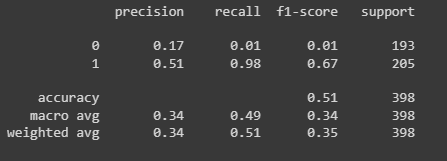 precision recall f1-score support
0 0.17 0.01 0.01 193
1 0.51 0.98 0.67 205
accuracy 0.51 398
macro avg 0.34 0.49 0.34 398
weighted avg 0.34 0.51 0.35 398